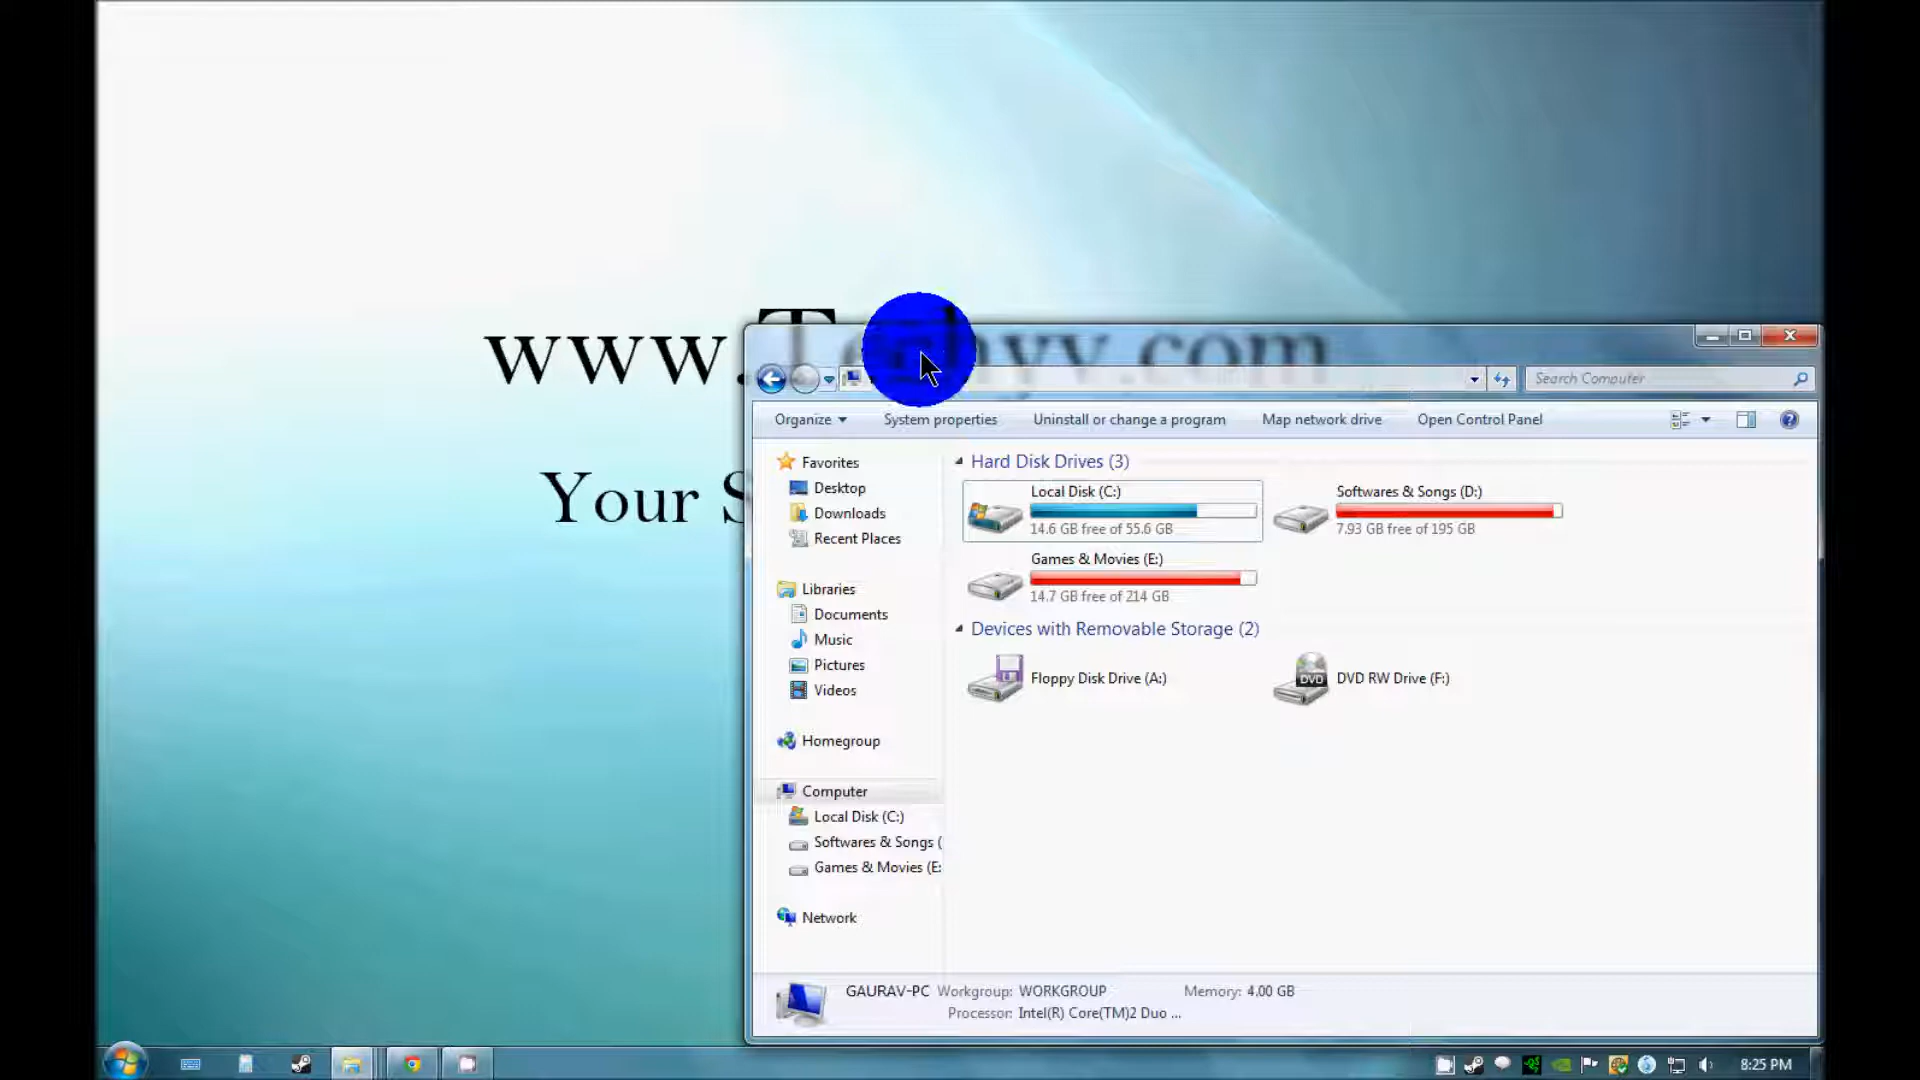 www.Techyv.com
Your S
Search Computer
Organize
System properties
Uninstall or change a program
Map network drive
Open Control Panel
Favorites
Desktop
Downloads
Recent Places
Libraries
Documents
Music
Pictures
Videos
Homegroup
Computer
Local Disk (C:)
Softwares & Songs (
Games & Movies (E:
Network
Hard Disk Drives (3)
Local Disk (C:)
14.6 GB free of 55.6 GB
Softwares & Songs (D:)
7.93 GB free of 195 GB
Games & Movies (E:)
14.7 GB free of 214 GB
Devices with Removable Storage (2)
Floppy Disk Drive (A:)
DVD
DVD RW Drive (F:)
GAURAV-PC Workgroup: WORKGROUP Memory: 4.00 GB
Processor: Intel(R) Core(TM)2 Duo ...
8:25 PM